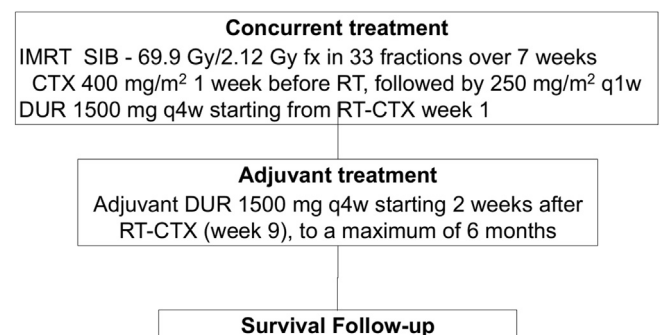 Concurrent treatment
IMRT SIB - 69.9 Gy/2.12 Gy fx in 33 fractions over 7 weeks
CTX 400 mg/m² 1 week before RT, followed by 250 mg/m² q1w
DUR 1500 mg q4w starting from RT-CTX week 1
Adjuvant treatment
Adjuvant DUR 1500 mg q4w starting 2 weeks after
RT-CTX (week 9), to a maximum of 6 months
Survival Follow-up